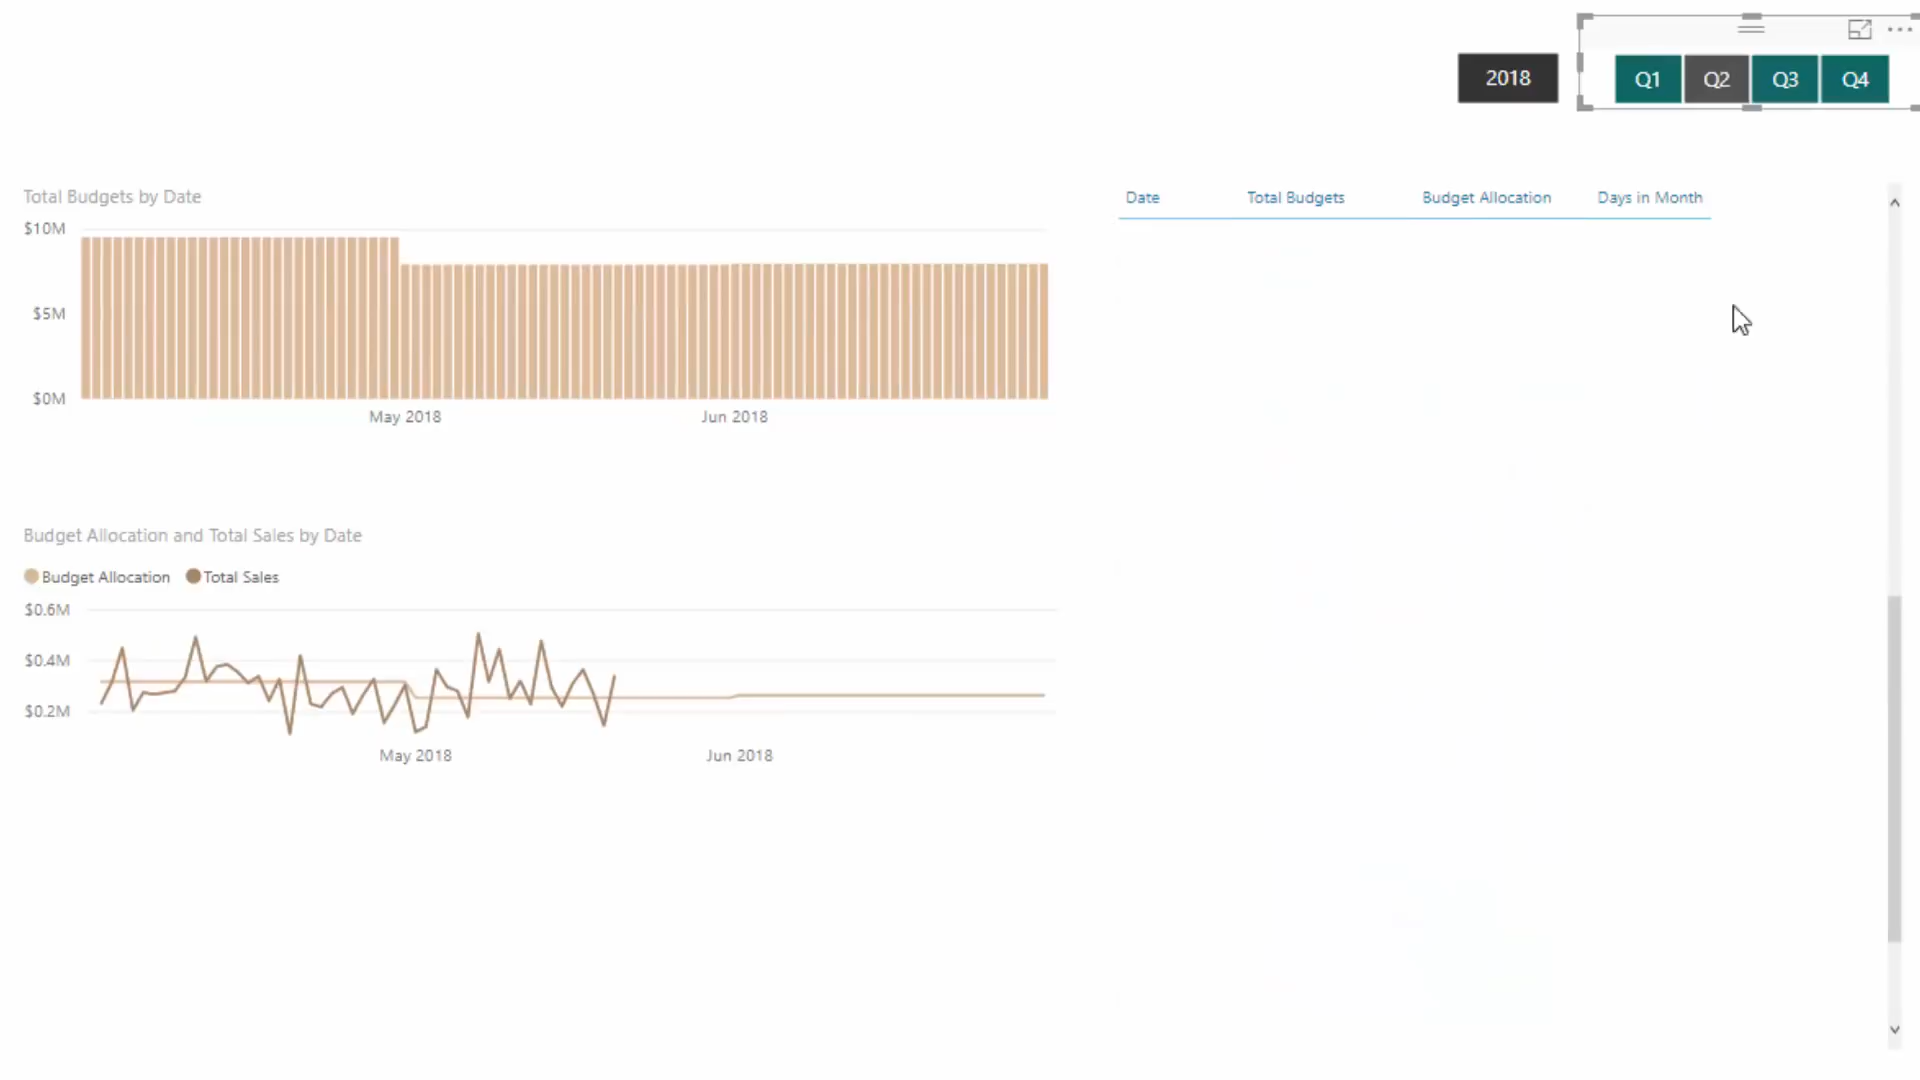 2018
Q1 Q2 Q3 Q4
Total Budgets by Date
$10M
$5M
$0M
May 2018 Jun 2018
Date Total Budgets Budget Allocation Days in Month
Budget Allocation and Total Sales by Date
Budget Allocation Total Sales
$0.6M
$0.4M
$0.2M
May 2018 Jun 2018